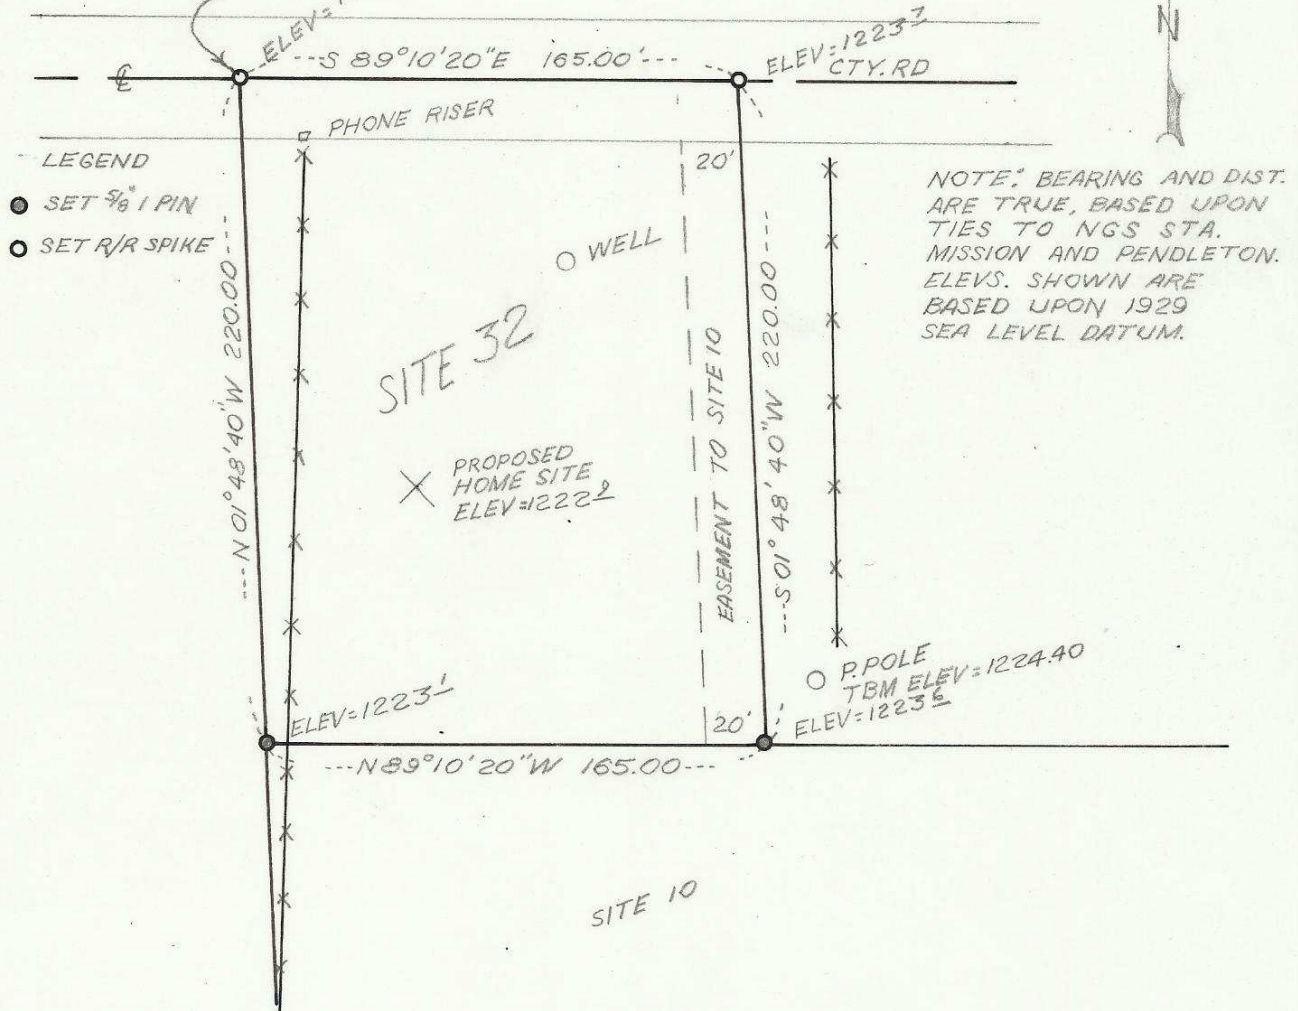 N
ELEV=1
S 89°10'20"E 165.00'
ELEV=1223.7
CTY. RD
℄
PHONE RISER
LEGEND
SET 5/8" I PIN
SET R/R SPIKE
20'
NOTE: BEARING AND DIST.
ARE TRUE, BASED UPON
TIES TO NGS STA.
MISSION AND PENDLETON.
ELEVS. SHOWN ARE
BASED UPON 1929
SEA LEVEL DATUM.
WELL
SITE 32
N 01°48'40"W 220.00
EASEMENT TO SITE 10
S 01°48'40"W 220.00
PROPOSED
HOME SITE
ELEV=1222
P. POLE
TBM ELEV=1224.40
ELEV=1223.6
ELEV=1223.1
20'
N 89°10'20"W 165.00
SITE 10